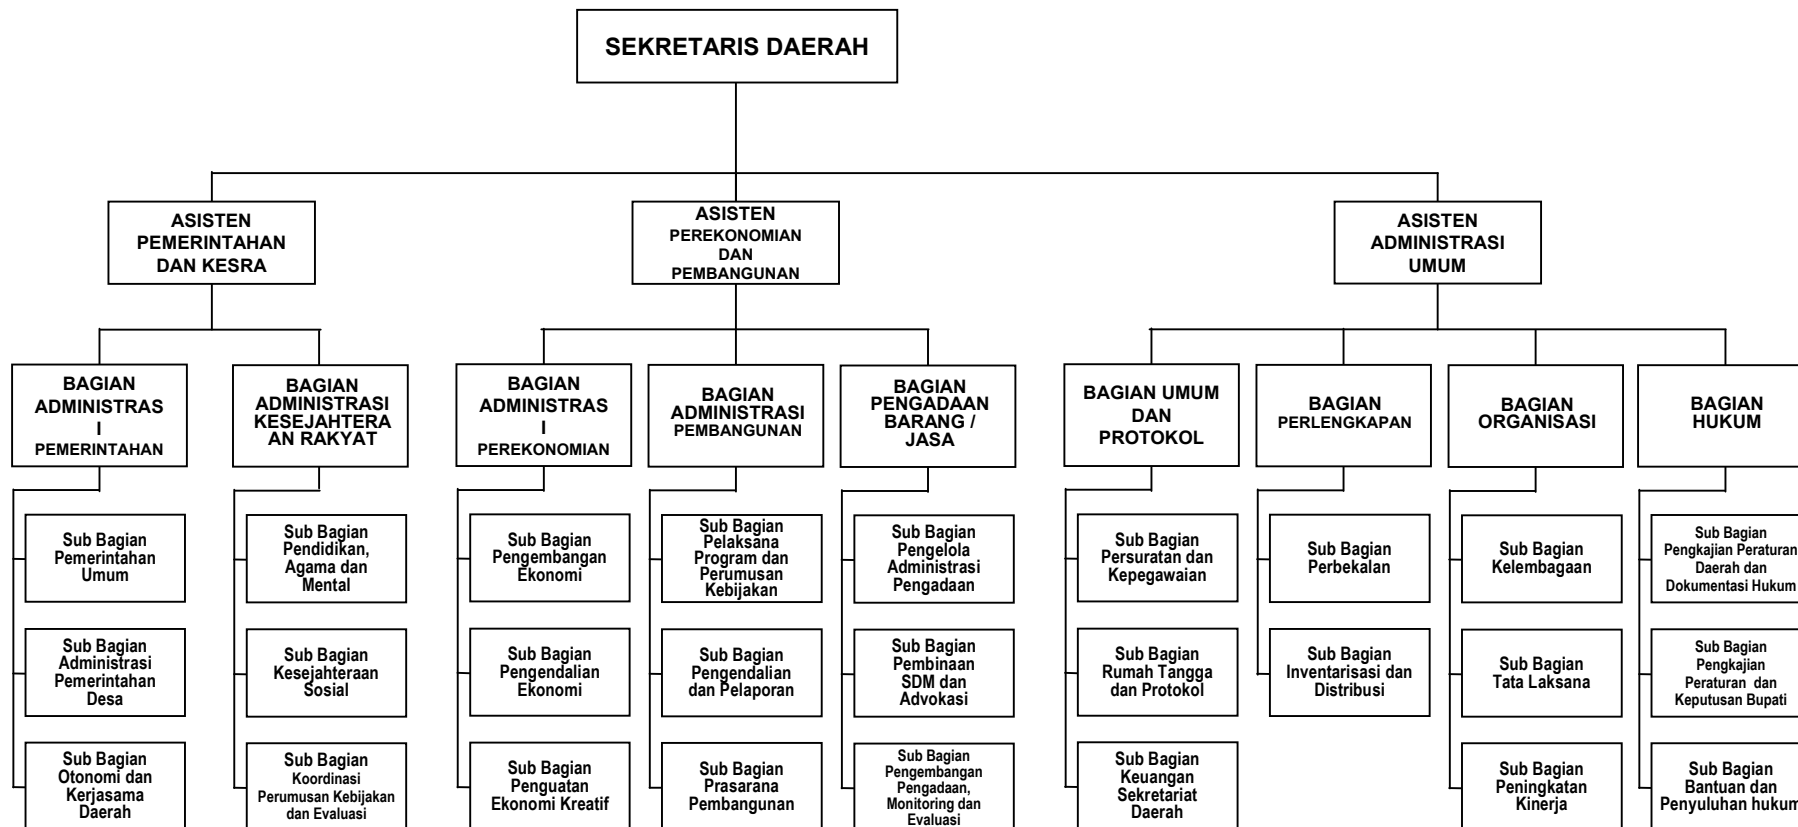 SEKRETARIS DAERAH
ASISTEN
PEMERINTAHAN
DAN KESRA
ASISTEN
PEREKONOMIAN
DAN
PEMBANGUNAN
ASISTEN
ADMINISTRASI
UMUM
BAGIAN
ADMINISTRAS
I
PEMERINTAHAN
BAGIAN
ADMINISTRASI
KESEJAHTERA
AN RAKYAT
BAGIAN
ADMINISTRAS
I
PEREKONOMIAN
BAGIAN
ADMINISTRASI
PEMBANGUNAN
BAGIAN
PENGADAAN
BARANG /
JASA
BAGIAN UMUM
DAN
PROTOKOL
BAGIAN
PERLENGKAPAN
BAGIAN
ORGANISASI
BAGIAN
HUKUM
Sub Bagian
Pemerintahan
Umum
Sub Bagian
Pendidikan,
Agama dan
Mental
Sub Bagian
Pengembangan
Ekonomi
Sub Bagian
Pelaksana
Program dan
Perumusan
Kebijakan
Sub Bagian
Pengelola
Administrasi
Pengadaan
Sub Bagian
Persuratan dan
Kepegawaian
Sub Bagian
Perbekalan
Sub Bagian
Kelembagaan
Sub Bagian
Pengkajian Peraturan
Daerah dan
Dokumentasi Hukum
Sub Bagian
Administrasi
Pemerintahan
Desa
Sub Bagian
Kesejahteraan
Sosial
Sub Bagian
Pengendalian
Ekonomi
Sub Bagian
Pengendalian
dan Pelaporan
Sub Bagian
Pembinaan
SDM dan
Advokasi
Sub Bagian
Rumah Tangga
dan Protokol
Sub Bagian
Inventarisasi dan
Distribusi
Sub Bagian
Tata Laksana
Sub Bagian
Pengkajian
Peraturan dan
Keputusan Bupati
Sub Bagian
Otonomi dan
Kerjasama
Daerah
Sub Bagian
Koordinasi
Perumusan Kebijakan
dan Evaluasi
Sub Bagian
Penguatan
Ekonomi Kreatif
Sub Bagian
Prasarana
Pembangunan
Sub Bagian
Pengembangan
Pengadaan,
Monitoring dan
Evaluasi
Sub Bagian
Keuangan
Sekretariat
Daerah
Sub Bagian
Peningkatan
Kinerja
Sub Bagian
Bantuan dan
Penyuluhan hukum